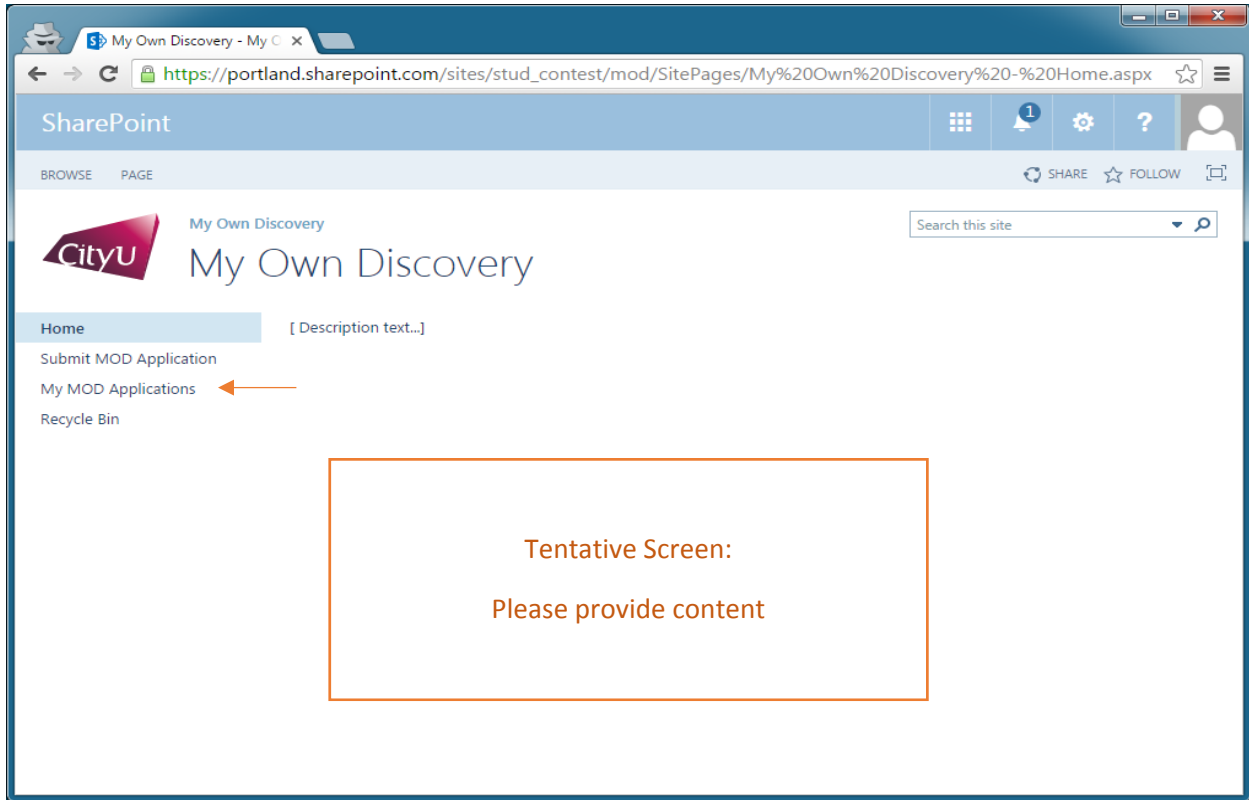 My Own Discovery - My C
https://portland.sharepoint.com/sites/stud_contest/mod/SitePages/My%20Own%20Discovery%20-%20Home.aspx
SharePoint
1
?
BROWSE PAGE
SHARE FOLLOW
CityU
My Own Discovery
My Own Discovery
Search this site
Home
[ Description text...]
Submit MOD Application
My MOD Applications
Recycle Bin
Tentative Screen:
Please provide content